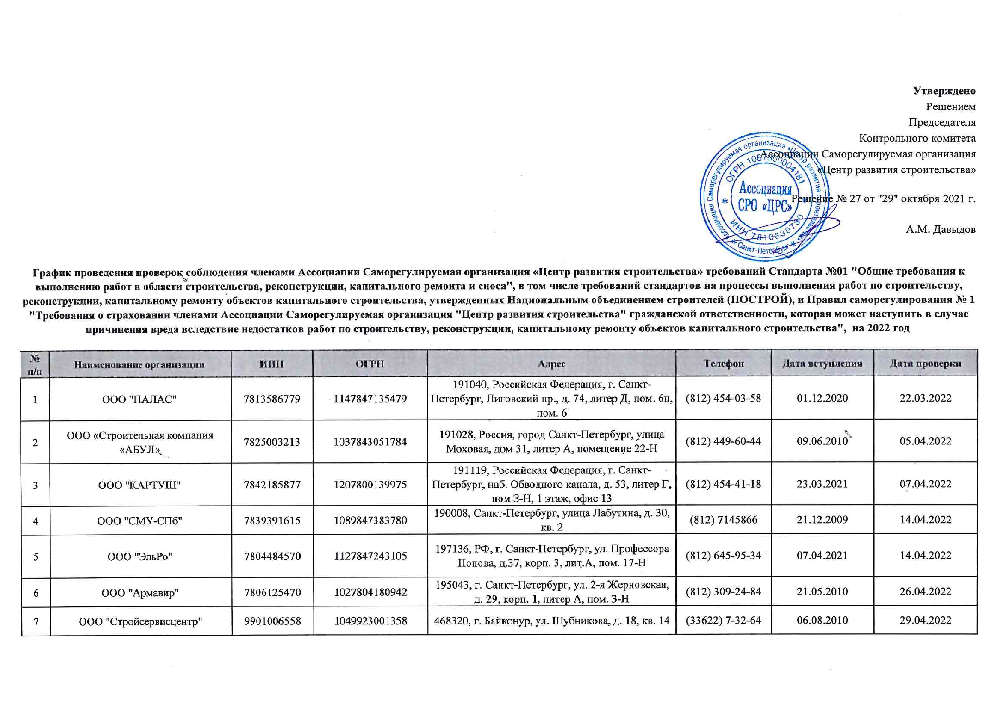 Утверждено
Решением
Председателя
Контрольного комитета
Ассоциации Саморегулируемая организация
«Центр развития строительства»
Решение № 27 от "29" октября 2021 г.
А.М. Давыдов
Ассоциация Саморегулируемая организация «Центр развития строительства»
* Санкт-Петербург *
ОГРН 1067800004181
* ИНН 7810330730 *
Ассоциация
СРО «ЦРС»
График проведения проверок соблюдения членами Ассоциации Саморегулируемая организация «Центр развития строительства» требований Стандарта №01 "Общие требования к
выполнению работ в области строительства, реконструкции, капитального ремонта и сноса", в том числе требований стандартов на процессы выполнения работ по строительству,
реконструкции, капитальному ремонту объектов капитального строительства, утвержденных Национальным объединением строителей (НОСТРОЙ), и Правил саморегулирования № 1
"Требования о страховании членами Ассоциации Саморегулируемая организация "Центр развития строительства" гражданской ответственности, которая может наступить в случае
причинения вреда вследствие недостатков работ по строительству, реконструкции, капитальному ремонту объектов капитального строительства", на 2022 год
№
п/п
Наименование организации
ИНН
ОГРН
Адрес
Телефон
Дата вступления
Дата проверки
1
ООО "ПАЛАС"
7813586779
1147847135479
191040, Российская Федерация, г. Санкт-
Петербург, Лиговский пр., д. 74, литер Д, пом. 6н,
пом. 6
(812) 454-03-58
01.12.2020
22.03.2022
2
ООО «Строительная компания
«АБУЛ»
7825003213
1037843051784
191028, Россия, город Санкт-Петербург, улица
Моховая, дом 31, литер А, помещение 22-Н
(812) 449-60-44
09.06.2010
05.04.2022
3
ООО "КАРТУШ"
7842185877
1207800139975
191119, Российская Федерация, г. Санкт-
Петербург, наб. Обводного канала, д. 53, литер Г,
пом 3-Н, 1 этаж, офис 13
(812) 454-41-18
23.03.2021
07.04.2022
4
ООО "СМУ-СПб"
7839391615
1089847383780
190008, Санкт-Петербург, улица Лабутина, д. 30,
кв. 2
(812) 7145866
21.12.2009
14.04.2022
5
ООО "ЭльРо"
7804484570
1127847243105
197136, РФ, г. Санкт-Петербург, ул. Профессора
Попова, д.37, корп. 3, лит.А, пом. 17-Н
(812) 645-95-34
07.04.2021
14.04.2022
6
ООО "Армавир"
7806125470
1027804180942
195043, г. Санкт-Петербург, ул. 2-я Жерновская,
д. 29, корп. 1, литер А, пом. 3-Н
(812) 309-24-84
21.05.2010
26.04.2022
7
ООО "Стройсервисцентр"
9901006558
1049923001358
468320, г. Байконур, ул. Шубникова, д. 18, кв. 14
(33622) 7-32-64
06.08.2010
29.04.2022